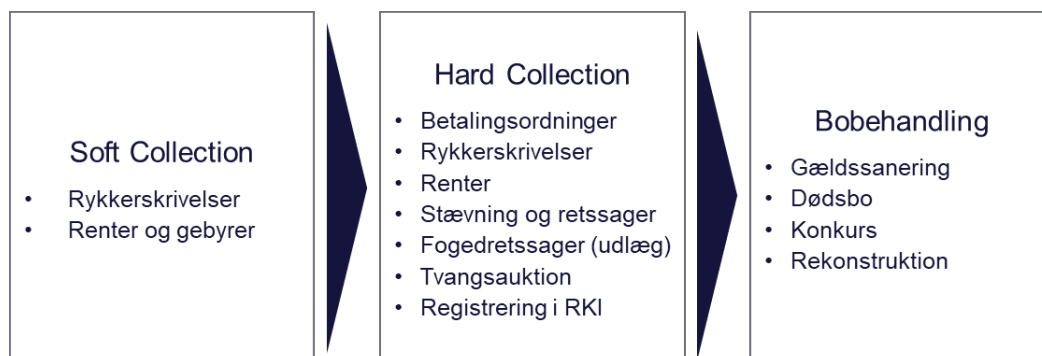 Soft Collection
• Rykkerskrivelser
• Renter og gebyrer
Hard Collection
• Betalingsordninger
• Rykkerskrivelser
• Renter
• Stævning og retssager
• Fogedretssager (udlæg)
• Tvangsauktion
• Registrering i RKI
Bobehandling
• Gældssanering
• Dødsbo
• Konkurs
• Rekonstruktion